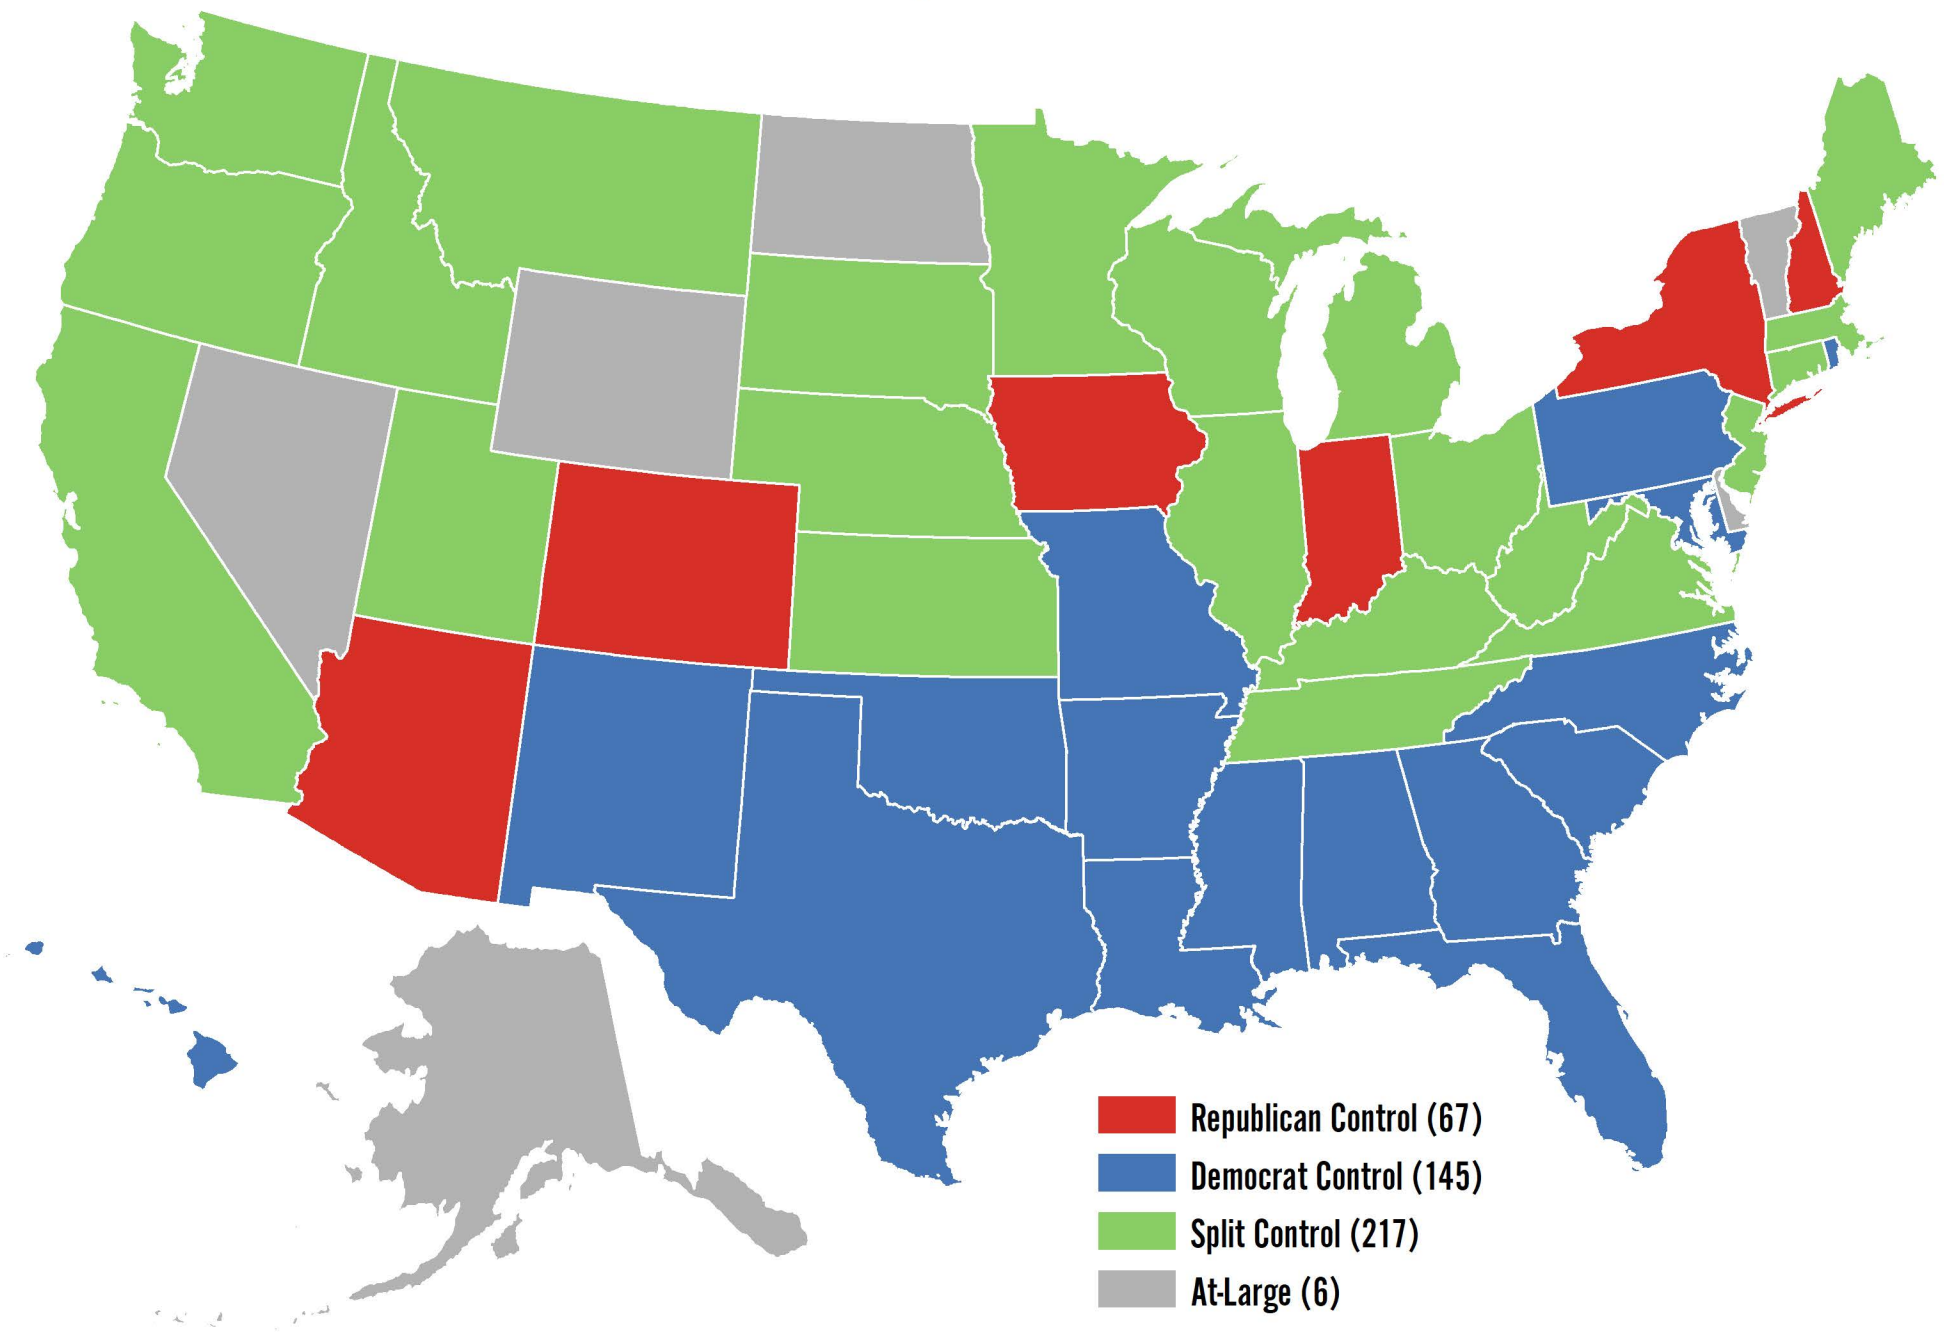 Republican Control (67)
Democrat Control (145)
Split Control (217)
At-Large (6)